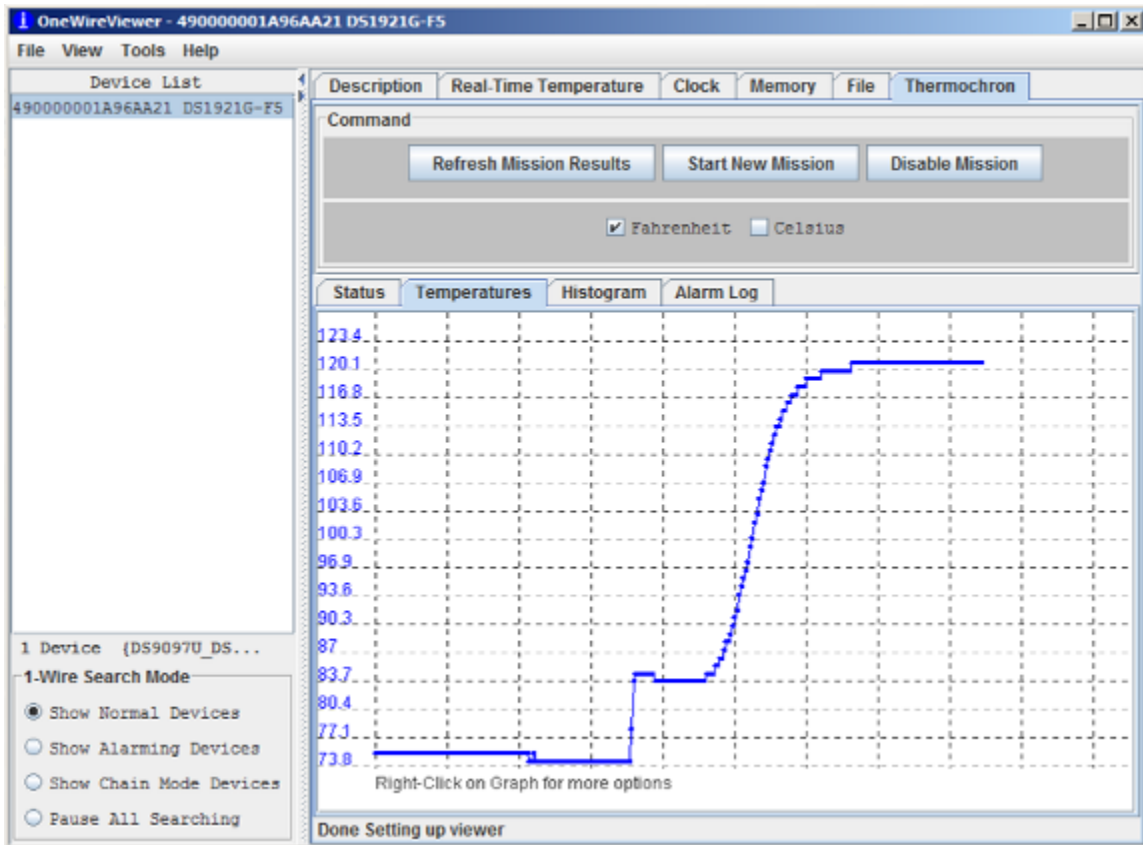 OneWireViewer - 490000001A96AA21 DS1921G-F5
File View Tools Help
Device List
490000001A96AA21 DS1921G-F5
1 Device {DS9097U_DS...
1-Wire Search Mode
Show Normal Devices
Show Alarming Devices
Show Chain Mode Devices
Pause All Searching
Description Real-Time Temperature Clock Memory File Thermochron
Command
Refresh Mission Results Start New Mission Disable Mission
Fahrenheit Celsius
Status Temperatures Histogram Alarm Log
123.4
120.1
116.8
113.5
110.2
106.9
103.6
100.3
96.9
93.6
90.3
87
83.7
80.4
77.1
73.8
Right-Click on Graph for more options
Done Setting up viewer